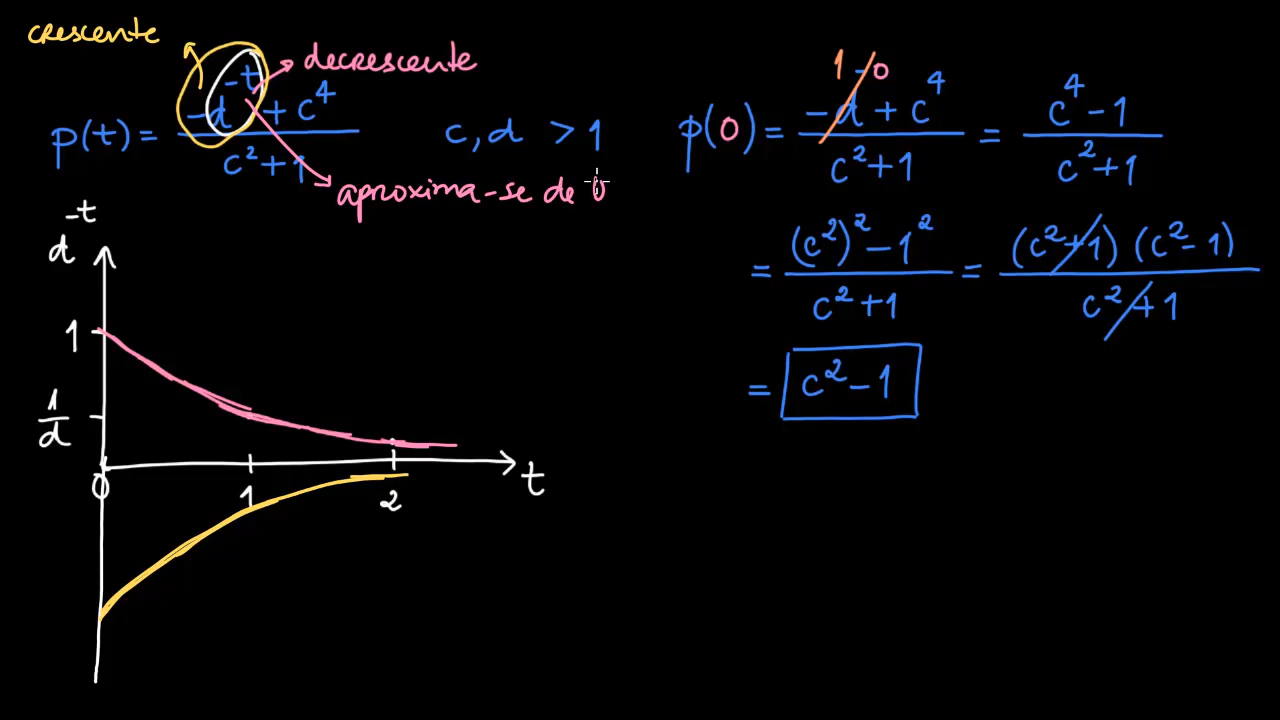 crescente
decrescente
p(t) = (-d^{-t} + c^4) / (c^2 + 1)
c, d > 1
aproxima-se de 0
p(0) = (-d^{-0} + c^4) / (c^2 + 1) = (c^4 - 1) / (c^2 + 1)
1
= ((c^2)^2 - 1^2) / (c^2 + 1) = ((c^2 + 1) (c^2 - 1)) / (c^2 + 1)
= c^2 - 1
d^{-t}
1
1/d
0 1 2 t